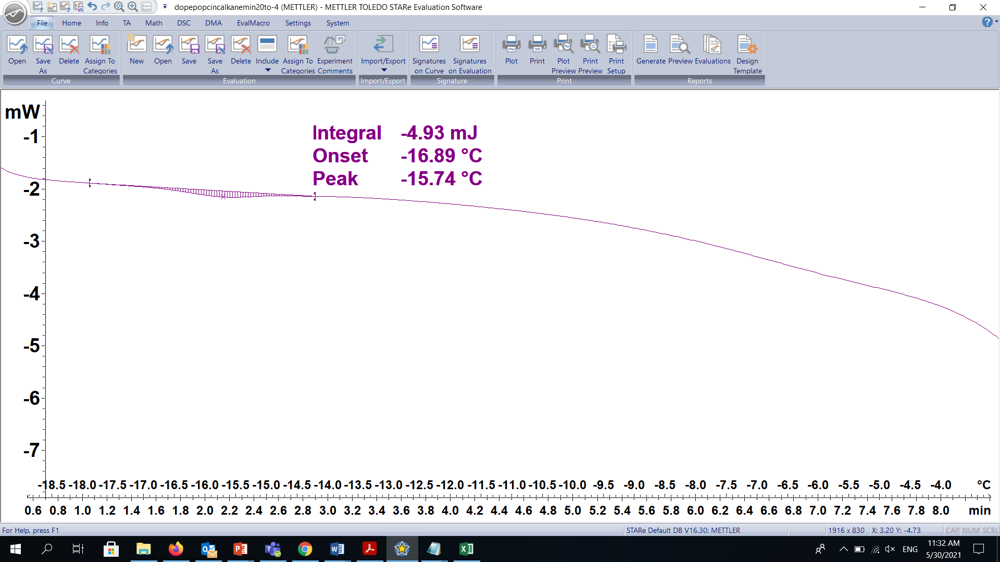 dopepopcincalkanemin20to-4 (METTLER) - METTLER TOLEDO STARe Evaluation Software
File Home Info TA Math DSC DMA EvalMacro Settings System
Open Save As Delete Assign To Categories New Open Save Save As Delete Include Assign To Categories Experiment Comments Import/Export Signatures on Curve Signatures on Evaluation Plot Print Plot Preview Print Preview Print Setup Generate Preview Evaluations Design Template
Curve Evaluation Import/Export Signature Print Reports
mW
Integral -4.93 mJ
Onset -16.89 °C
Peak -15.74 °C
-1
-2
-3
-4
-5
-6
-7
-18.5 -18.0 -17.5 -17.0 -16.5 -16.0 -15.5 -15.0 -14.5 -14.0 -13.5 -13.0 -12.5 -12.0 -11.5 -11.0 -10.5 -10.0 -9.5 -9.0 -8.5 -8.0 -7.5 -7.0 -6.5 -6.0 -5.5 -5.0 -4.5 -4.0 °C
0.6 0.8 1.0 1.2 1.4 1.6 1.8 2.0 2.2 2.4 2.6 2.8 3.0 3.2 3.4 3.6 3.8 4.0 4.2 4.4 4.6 4.8 5.0 5.2 5.4 5.6 5.8 6.0 6.2 6.4 6.6 6.8 7.0 7.2 7.4 7.6 7.8 8.0 min
For Help, press F1 STARe Default DB V16.30: METTLER 1916 x 830 X: 3.20 Y: -4.73 CAP NUM SCRL
ENG 11:32 AM
5/30/2021